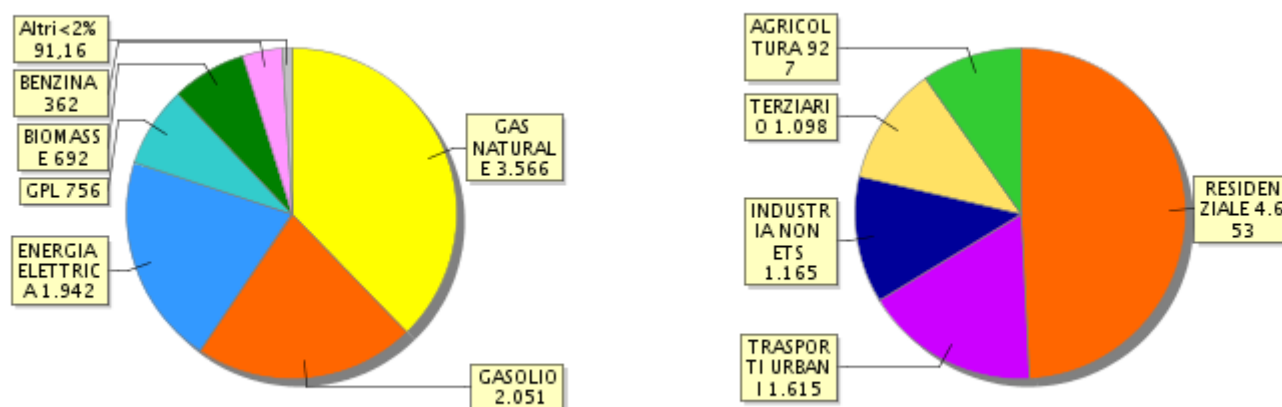 Altri<2%
91,16
BENZINA
362
BIOMASS
E 692
GPL 756
ENERGIA
ELETTRIC
A 1.942
GAS
NATURAL
E 3.566
GASOLIO
2.051
AGRICOL
TURA 92
7
TERZIARI
O 1.098
INDUSTR
IA NON
ETS
1.165
TRASPOR
TI URBAN
I 1.615
RESIDEN
ZIALE 4.6
53